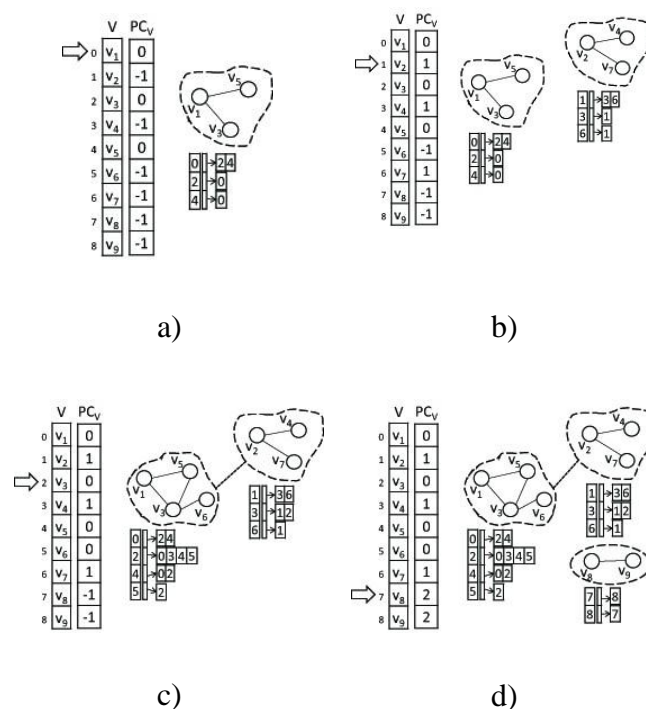 V PCᵥ
0 v₁ 0
1 v₂ -1
2 v₃ 0
3 v₄ -1
4 v₅ 0
5 v₆ -1
6 v₇ -1
7 v₈ -1
8 v₉ -1
v₅
v₁
v₃
0 → 2 4
2 → 0
4 → 0
a)
V PCᵥ
0 v₁ 0
1 v₂ 1
2 v₃ 0
3 v₄ 1
4 v₅ 0
5 v₆ -1
6 v₇ 1
7 v₈ -1
8 v₉ -1
v₅
v₁
v₃
0 → 2 4
2 → 0
4 → 0
v₄
v₂
v₇
1 → 3 6
3 → 1
6 → 1
b)
V PCᵥ
0 v₁ 0
1 v₂ 1
2 v₃ 0
3 v₄ 1
4 v₅ 0
5 v₆ 0
6 v₇ 1
7 v₈ -1
8 v₉ -1
v₅
v₁
v₃
v₆
0 → 2 4
2 → 0 3 4 5
4 → 0 2
5 → 2
v₄
v₂
v₇
1 → 3 6
3 → 1 2
6 → 1
c)
V PCᵥ
0 v₁ 0
1 v₂ 1
2 v₃ 0
3 v₄ 1
4 v₅ 0
5 v₆ 0
6 v₇ 1
7 v₈ 2
8 v₉ 2
v₅
v₁
v₃
v₆
0 → 2 4
2 → 0 3 4 5
4 → 0 2
5 → 2
v₄
v₂
v₇
1 → 3 6
3 → 1 2
6 → 1
v₈ v₉
7 → 8
8 → 7
d)